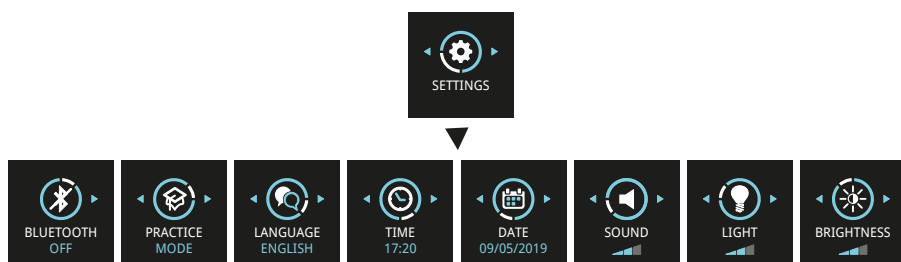 SETTINGS
BLUETOOTH
OFF
PRACTICE
MODE
LANGUAGE
ENGLISH
TIME
17:20
DATE
09/05/2019
SOUND
LIGHT
BRIGHTNESS